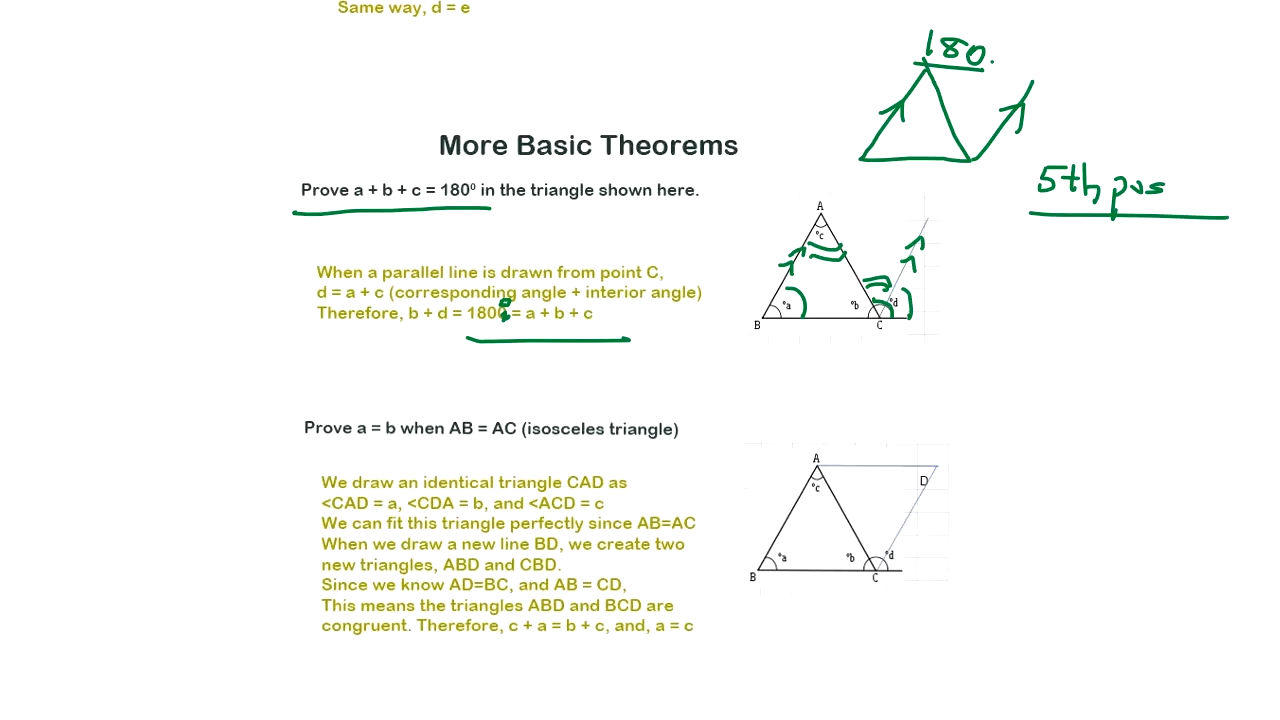 Same way, d = e
180.
More Basic Theorems
Prove a + b + c = 180⁰ in the triangle shown here.
5th pos
When a parallel line is drawn from point C,
d = a + c (corresponding angle + interior angle)
Therefore, b + d = 180⁰ = a + b + c
A
°c
°a
°b
°d
B
C
Prove a = b when AB = AC (isosceles triangle)
We draw an identical triangle CAD as
<CAD = a, <CDA = b, and <ACD = c
We can fit this triangle perfectly since AB=AC
When we draw a new line BD, we create two
new triangles, ABD and CBD.
Since we know AD=BC, and AB = CD,
This means the triangles ABD and BCD are
congruent. Therefore, c + a = b + c, and, a = c
A
D
°c
°a
°b
°d
B
C